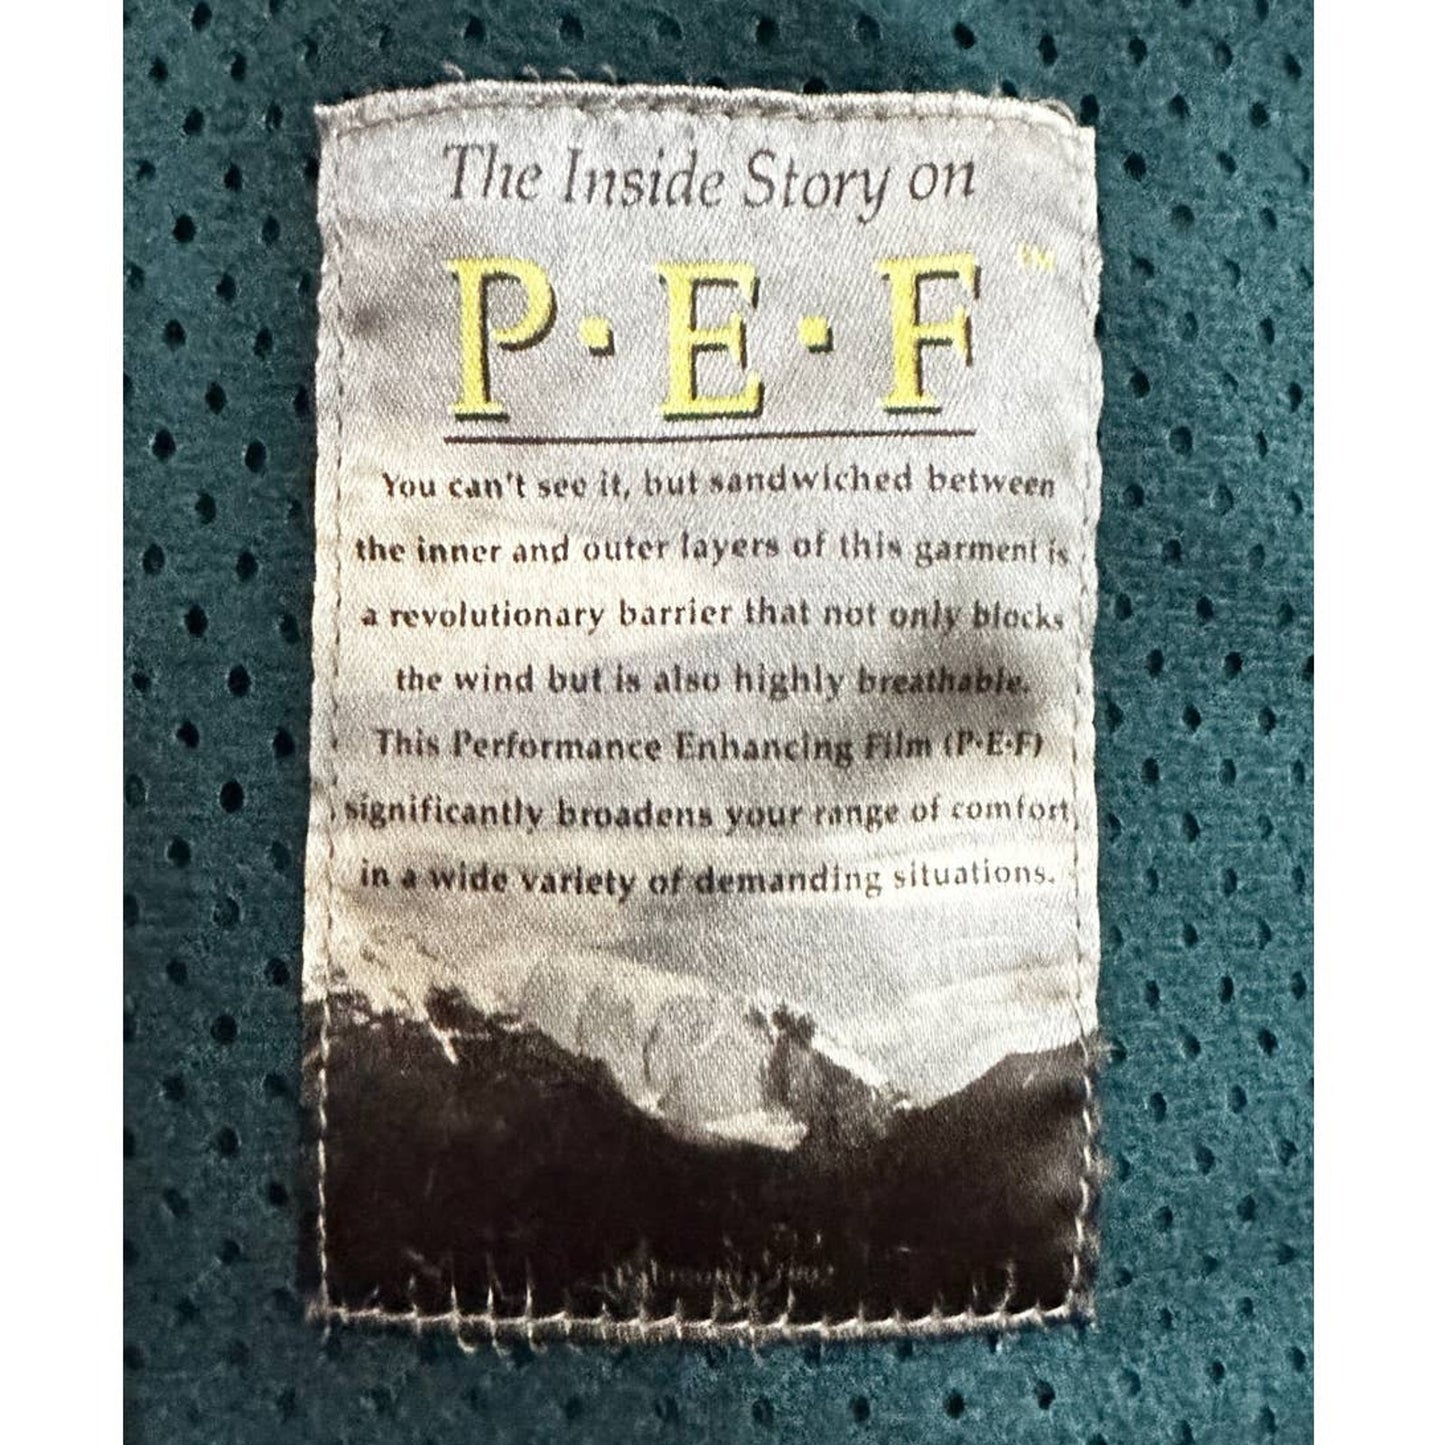 The Inside Story on
P·E·F™
You can't see it, but sandwiched between
the inner and outer layers of this garment is
a revolutionary barrier that not only blocks
the wind but is also highly breathable.
This Performance Enhancing Film (P·E·F)
significantly broadens your range of comfort
in a wide variety of demanding situations.